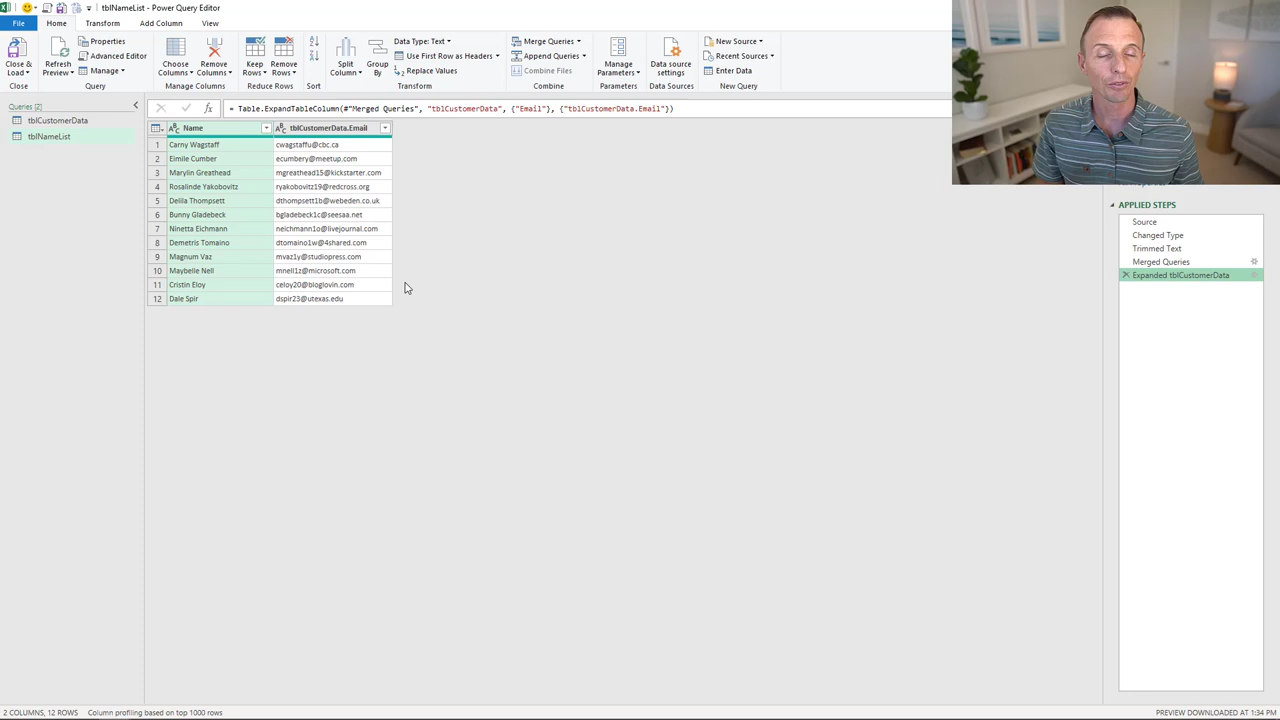 tblNameList - Power Query Editor
File Home Transform Add Column View
Close & Load
Refresh Preview
Properties
Advanced Editor
Manage
Choose Columns
Remove Columns
Keep Rows
Remove Rows
Split Column
Group By
Data Type: Text
Use First Row as Headers
Replace Values
Merge Queries
Append Queries
Combine Files
Manage Parameters
Data source settings
New Source
Recent Sources
Enter Data
Close Query Manage Columns Reduce Rows Sort Transform Combine Parameters Data Sources New Query
Queries [2]
tblCustomerData
tblNameList
= Table.ExpandTableColumn(#"Merged Queries", "tblCustomerData", {"Email"}, {"tblCustomerData.Email"})
Name tblCustomerData.Email
1 Carny Wagstaff cwagstaffu@cbc.ca
2 Eimile Cumber ecumbery@meetup.com
3 Marylin Greathead mgreathead15@kickstarter.com
4 Rosalinde Yakobovitz ryakobovitz19@redcross.org
5 Delila Thompsett dthompsett1b@webeden.co.uk
6 Bunny Gladebeck bgladebeck1c@seesaa.net
7 Ninetta Eichmann neichmann1o@livejournal.com
8 Demetris Tomaino dtomaino1w@4shared.com
9 Magnum Vaz mvaz1y@studiopress.com
10 Maybelle Nell mnell1z@microsoft.com
11 Cristin Eloy celoy20@bloglovin.com
12 Dale Spir dspir23@utexas.edu
APPLIED STEPS
Source
Changed Type
Trimmed Text
Merged Queries
Expanded tblCustomerData
2 COLUMNS, 12 ROWS Column profiling based on top 1000 rows
PREVIEW DOWNLOADED AT 1:34 PM